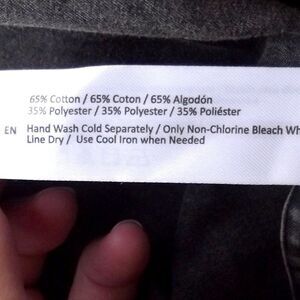 65% Cotton / 65% Coton / 65% Algodón
35% Polyester / 35% Polyester / 35% Poliéster
EN Hand Wash Cold Separately / Only Non-Chlorine Bleach Wh
Line Dry / Use Cool Iron when Needed